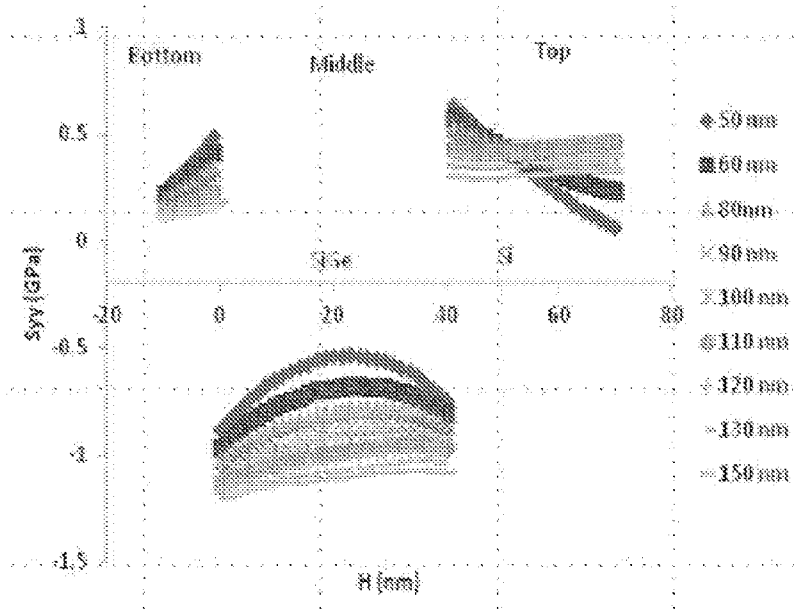 1
Bottom
Middle
Top
0.5
0
SiGe
Si
-20
0
20
40
60
80
-0.5
-1
-1.5
Syy (GPa)
H (nm)
50 nm
60 nm
80nm
90 nm
100 nm
110 nm
120 nm
130 nm
150 nm